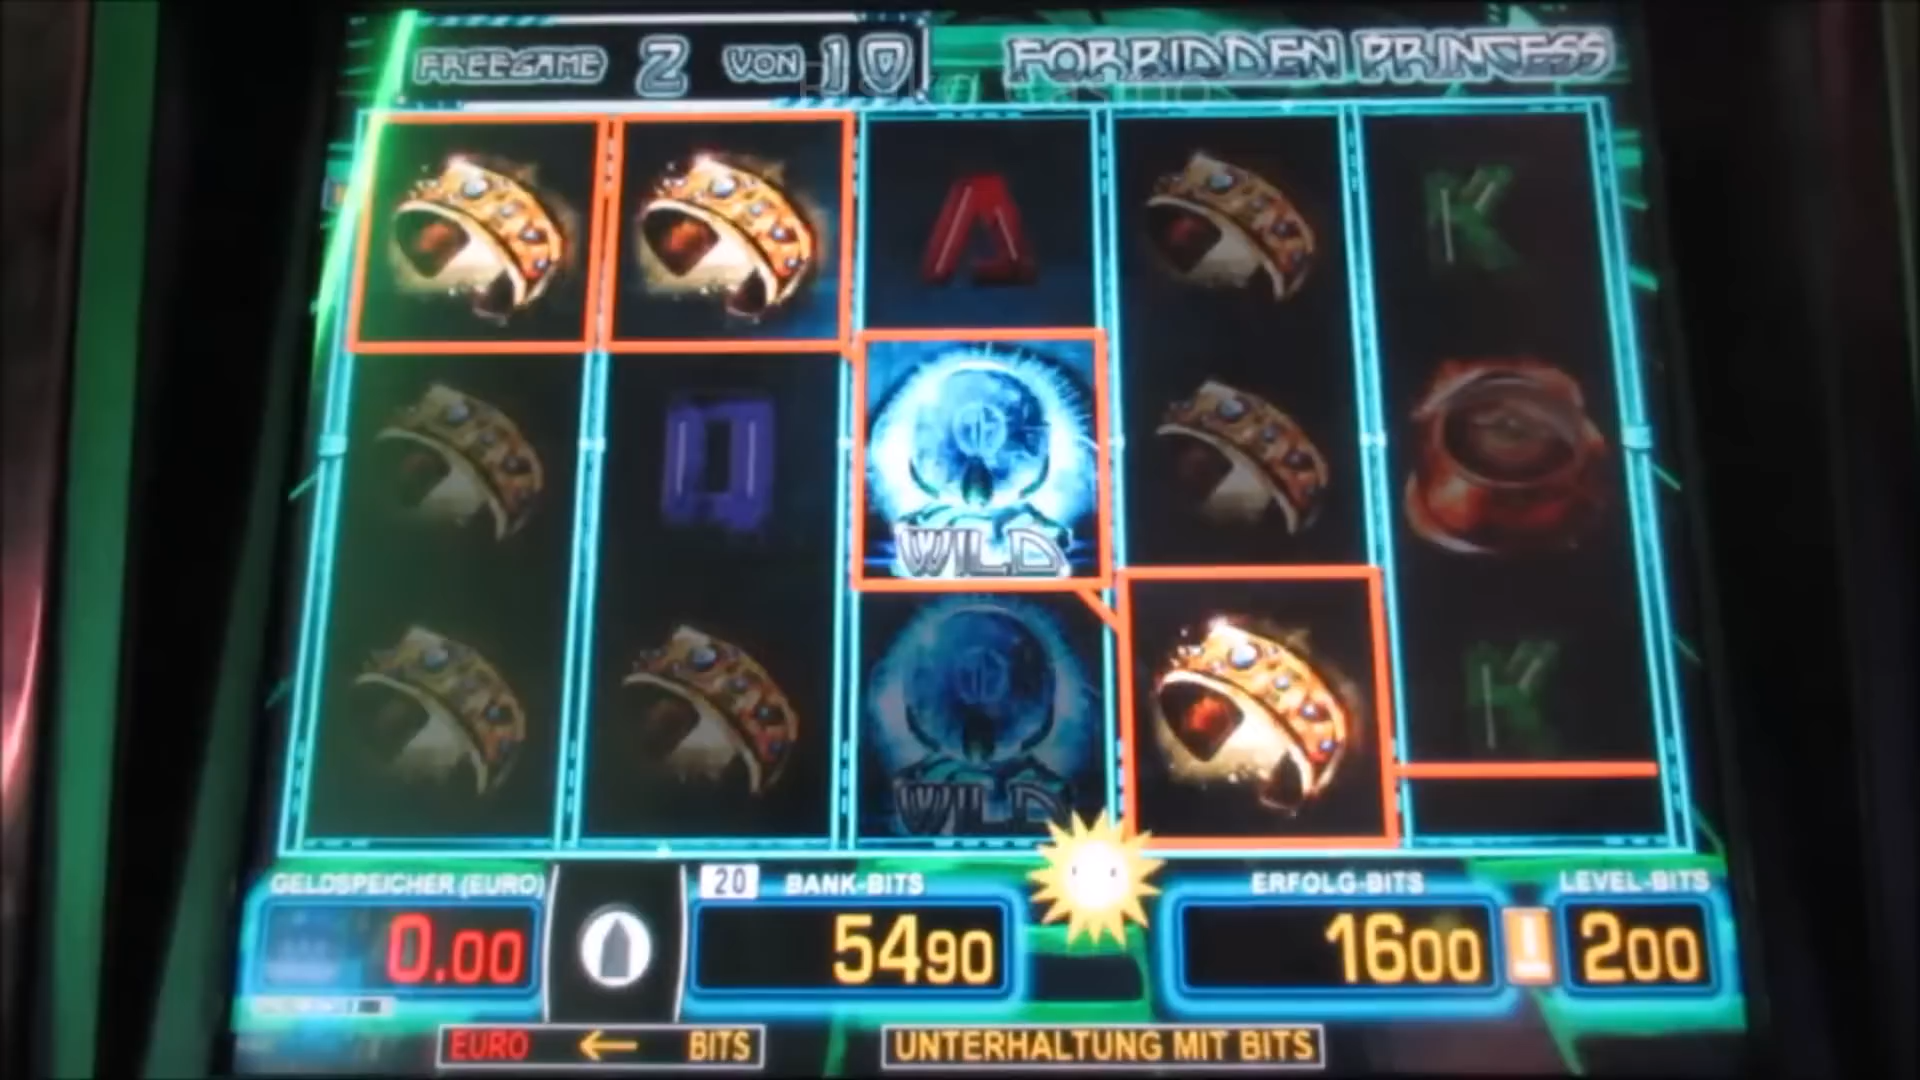 FREEGAME 2 VON 10
FORBIDDEN PRINCESS
A
K
Q
WILD
WILD
K
GELDSPEICHER (EURO)
20 BANK-BITS
ERFOLG-BITS
LEVEL-BITS
0.00
5490
1600
200
EURO ← BITS
UNTERHALTUNG MIT BITS